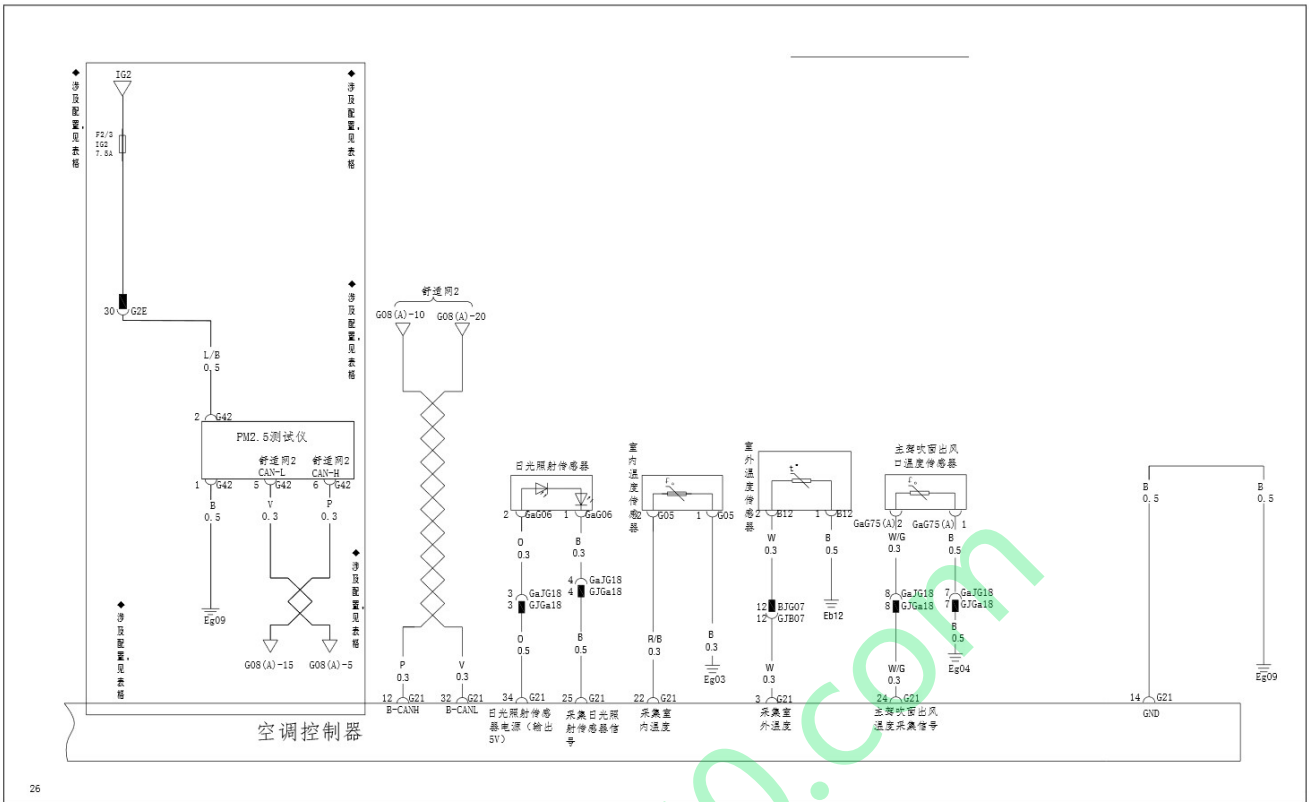 IG2
F2/3
IG2
7.5A
◆涉及配置,见表格
◆涉及配置,见表格
30 G2E
L/B
0.5
◆涉及配置,见表格
2 G42
PM2.5测试仪
舒适网2 舒适网2
CAN-L CAN-H
1 G42 5 G42 6 G42
B V P
0.5 0.3 0.3
Eg09
G08(A)-15 G08(A)-5
◆涉及配置,见表格
◆涉及配置,见表格
舒适网2
G08(A)-10 G08(A)-20
P V
0.3 0.3
12 G21 32 G21
B-CANH B-CANL
日光照射传感器
2 GaG06 1 GaG06
O B
0.3 0.3
3 GaJG18 4 GaJG18
3 GJGa18 4 GJGa18
O B
0.5 0.5
34 G21 25 G21
日光照射传感
器电源(输出
5V)
采集日光照
射传感器信
号
室内温度传感器
2 G05 1 G05
R/B B
0.3 0.3
Eg03
22 G21
采集室
内温度
室外温度传感器
t°
2 B12 1 B12
W B
0.3 0.5
12 BJG07
12 GJB07
Eb12
W
0.3
3 G21
采集室
外温度
主驾吹面出风
口温度传感器
GaG75(A) 2 GaG75(A) 1
W/G B
0.3 0.5
8 GaJG18 7 GaJG18
8 GJGa18 7 GJGa18
W/G B
0.3 0.5
Eg04
24 G21
主驾吹面出风
温度采集信号
B B
0.5 0.5
Eg09
14 G21
GND
空调控制器
26